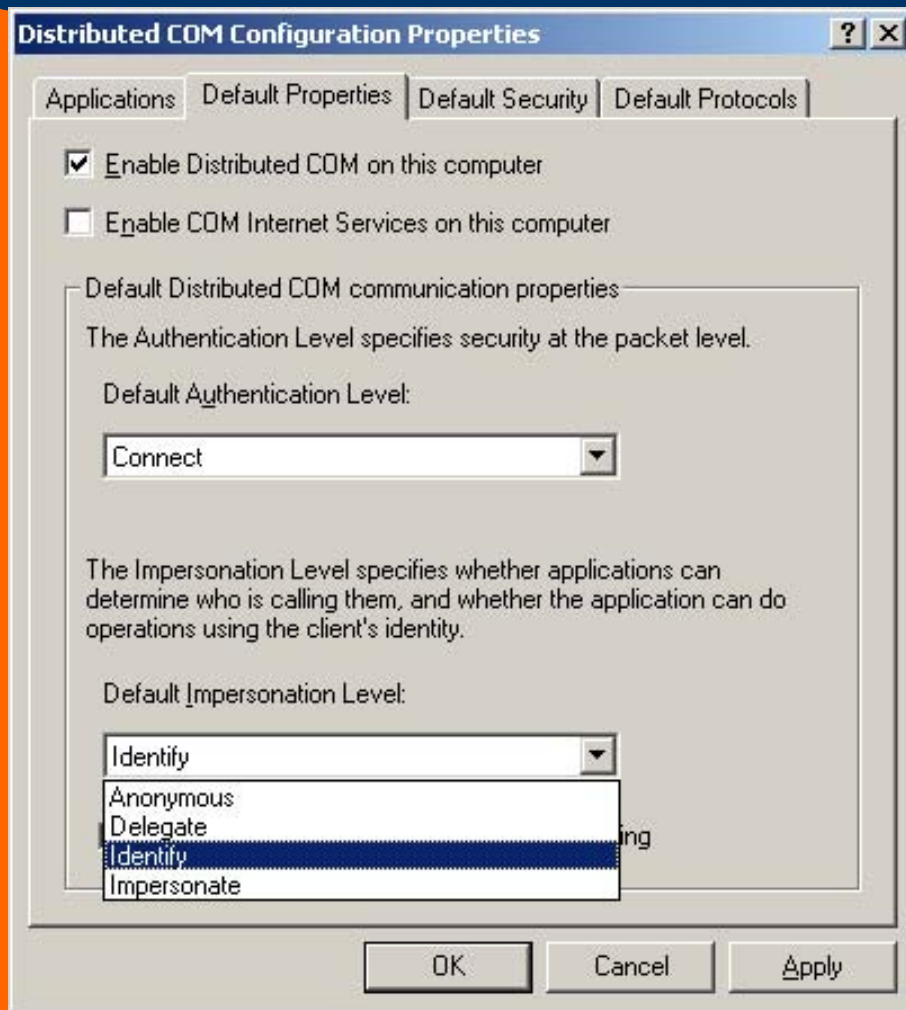 Distributed COM Configuration Properties
Applications
Default Properties
Default Security
Default Protocols
Enable Distributed COM on this computer
Enable COM Internet Services on this computer
Default Distributed COM communication properties
The Authentication Level specifies security at the packet level.
Default Authentication Level:
Connect
The Impersonation Level specifies whether applications can
determine who is calling them, and whether the application can do
operations using the client's identity.
Default Impersonation Level:
Identify
Anonymous
Delegate
ing
Identify
Impersonate
OK
Cancel
Apply